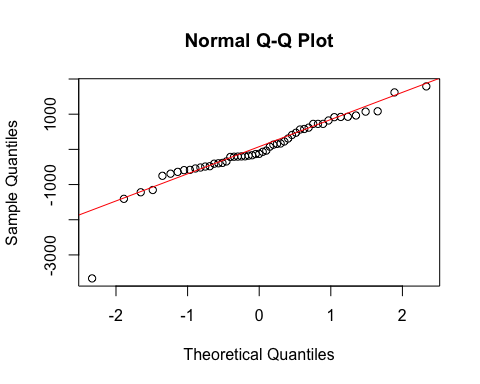 Normal Q-Q Plot
1000
-1000
-3000
Sample Quantiles
-2
-1
0
1
2
Theoretical Quantiles